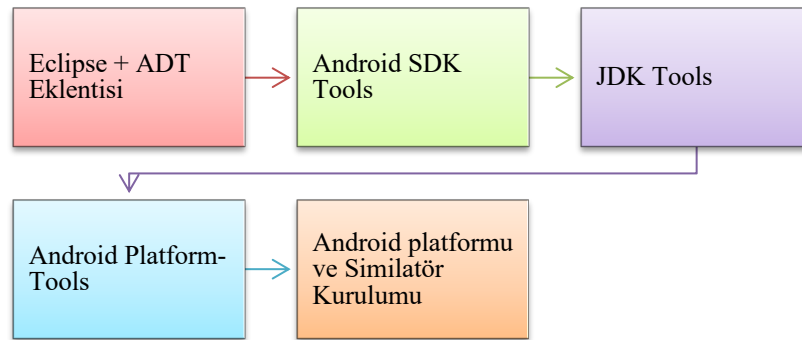 Eclipse + ADT
Eklentisi
Android SDK
Tools
JDK Tools
Android Platform-
Tools
Android platformu
ve Similatör
Kurulumu